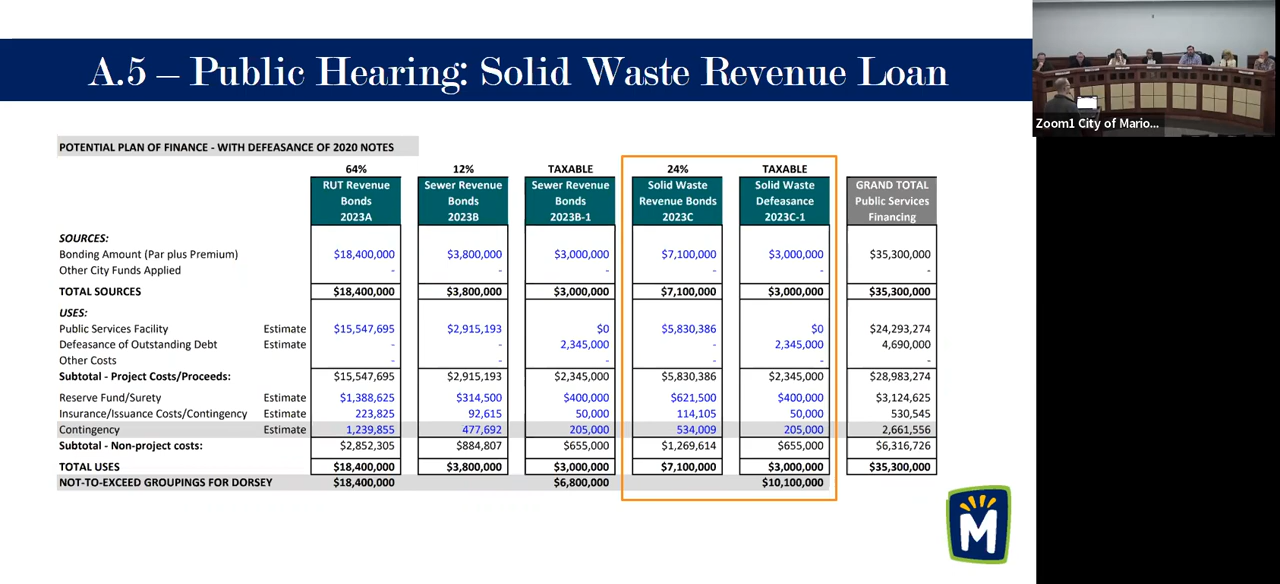 A.5 – Public Hearing: Solid Waste Revenue Loan
Zoom1 City of Mario...
POTENTIAL PLAN OF FINANCE - WITH DEFEASANCE OF 2020 NOTES
64% 12% TAXABLE 24% TAXABLE
RUT Revenue Sewer Revenue Sewer Revenue Solid Waste Solid Waste GRAND TOTAL
Bonds Bonds Bonds Revenue Bonds Defeasance Public Services
2023A 2023B 2023B-1 2023C 2023C-1 Financing
SOURCES:
Bonding Amount (Par plus Premium) $18,400,000 $3,800,000 $3,000,000 $7,100,000 $3,000,000 $35,300,000
Other City Funds Applied - - - - - -
TOTAL SOURCES $18,400,000 $3,800,000 $3,000,000 $7,100,000 $3,000,000 $35,300,000
USES:
Public Services Facility Estimate $15,547,695 $2,915,193 $0 $5,830,386 $0 $24,293,274
Defeasance of Outstanding Debt Estimate - - 2,345,000 - 2,345,000 4,690,000
Other Costs - - - - - -
Subtotal - Project Costs/Proceeds: $15,547,695 $2,915,193 $2,345,000 $5,830,386 $2,345,000 $28,983,274
Reserve Fund/Surety Estimate $1,388,625 $314,500 $400,000 $621,500 $400,000 $3,124,625
Insurance/Issuance Costs/Contingency Estimate 223,825 92,615 50,000 114,105 50,000 530,545
Contingency Estimate 1,239,855 477,692 205,000 534,009 205,000 2,661,556
Subtotal - Non-project costs: $2,852,305 $884,807 $655,000 $1,269,614 $655,000 $6,316,726
TOTAL USES $18,400,000 $3,800,000 $3,000,000 $7,100,000 $3,000,000 $35,300,000
NOT-TO-EXCEED GROUPINGS FOR DORSEY $18,400,000 $6,800,000 $10,100,000
M